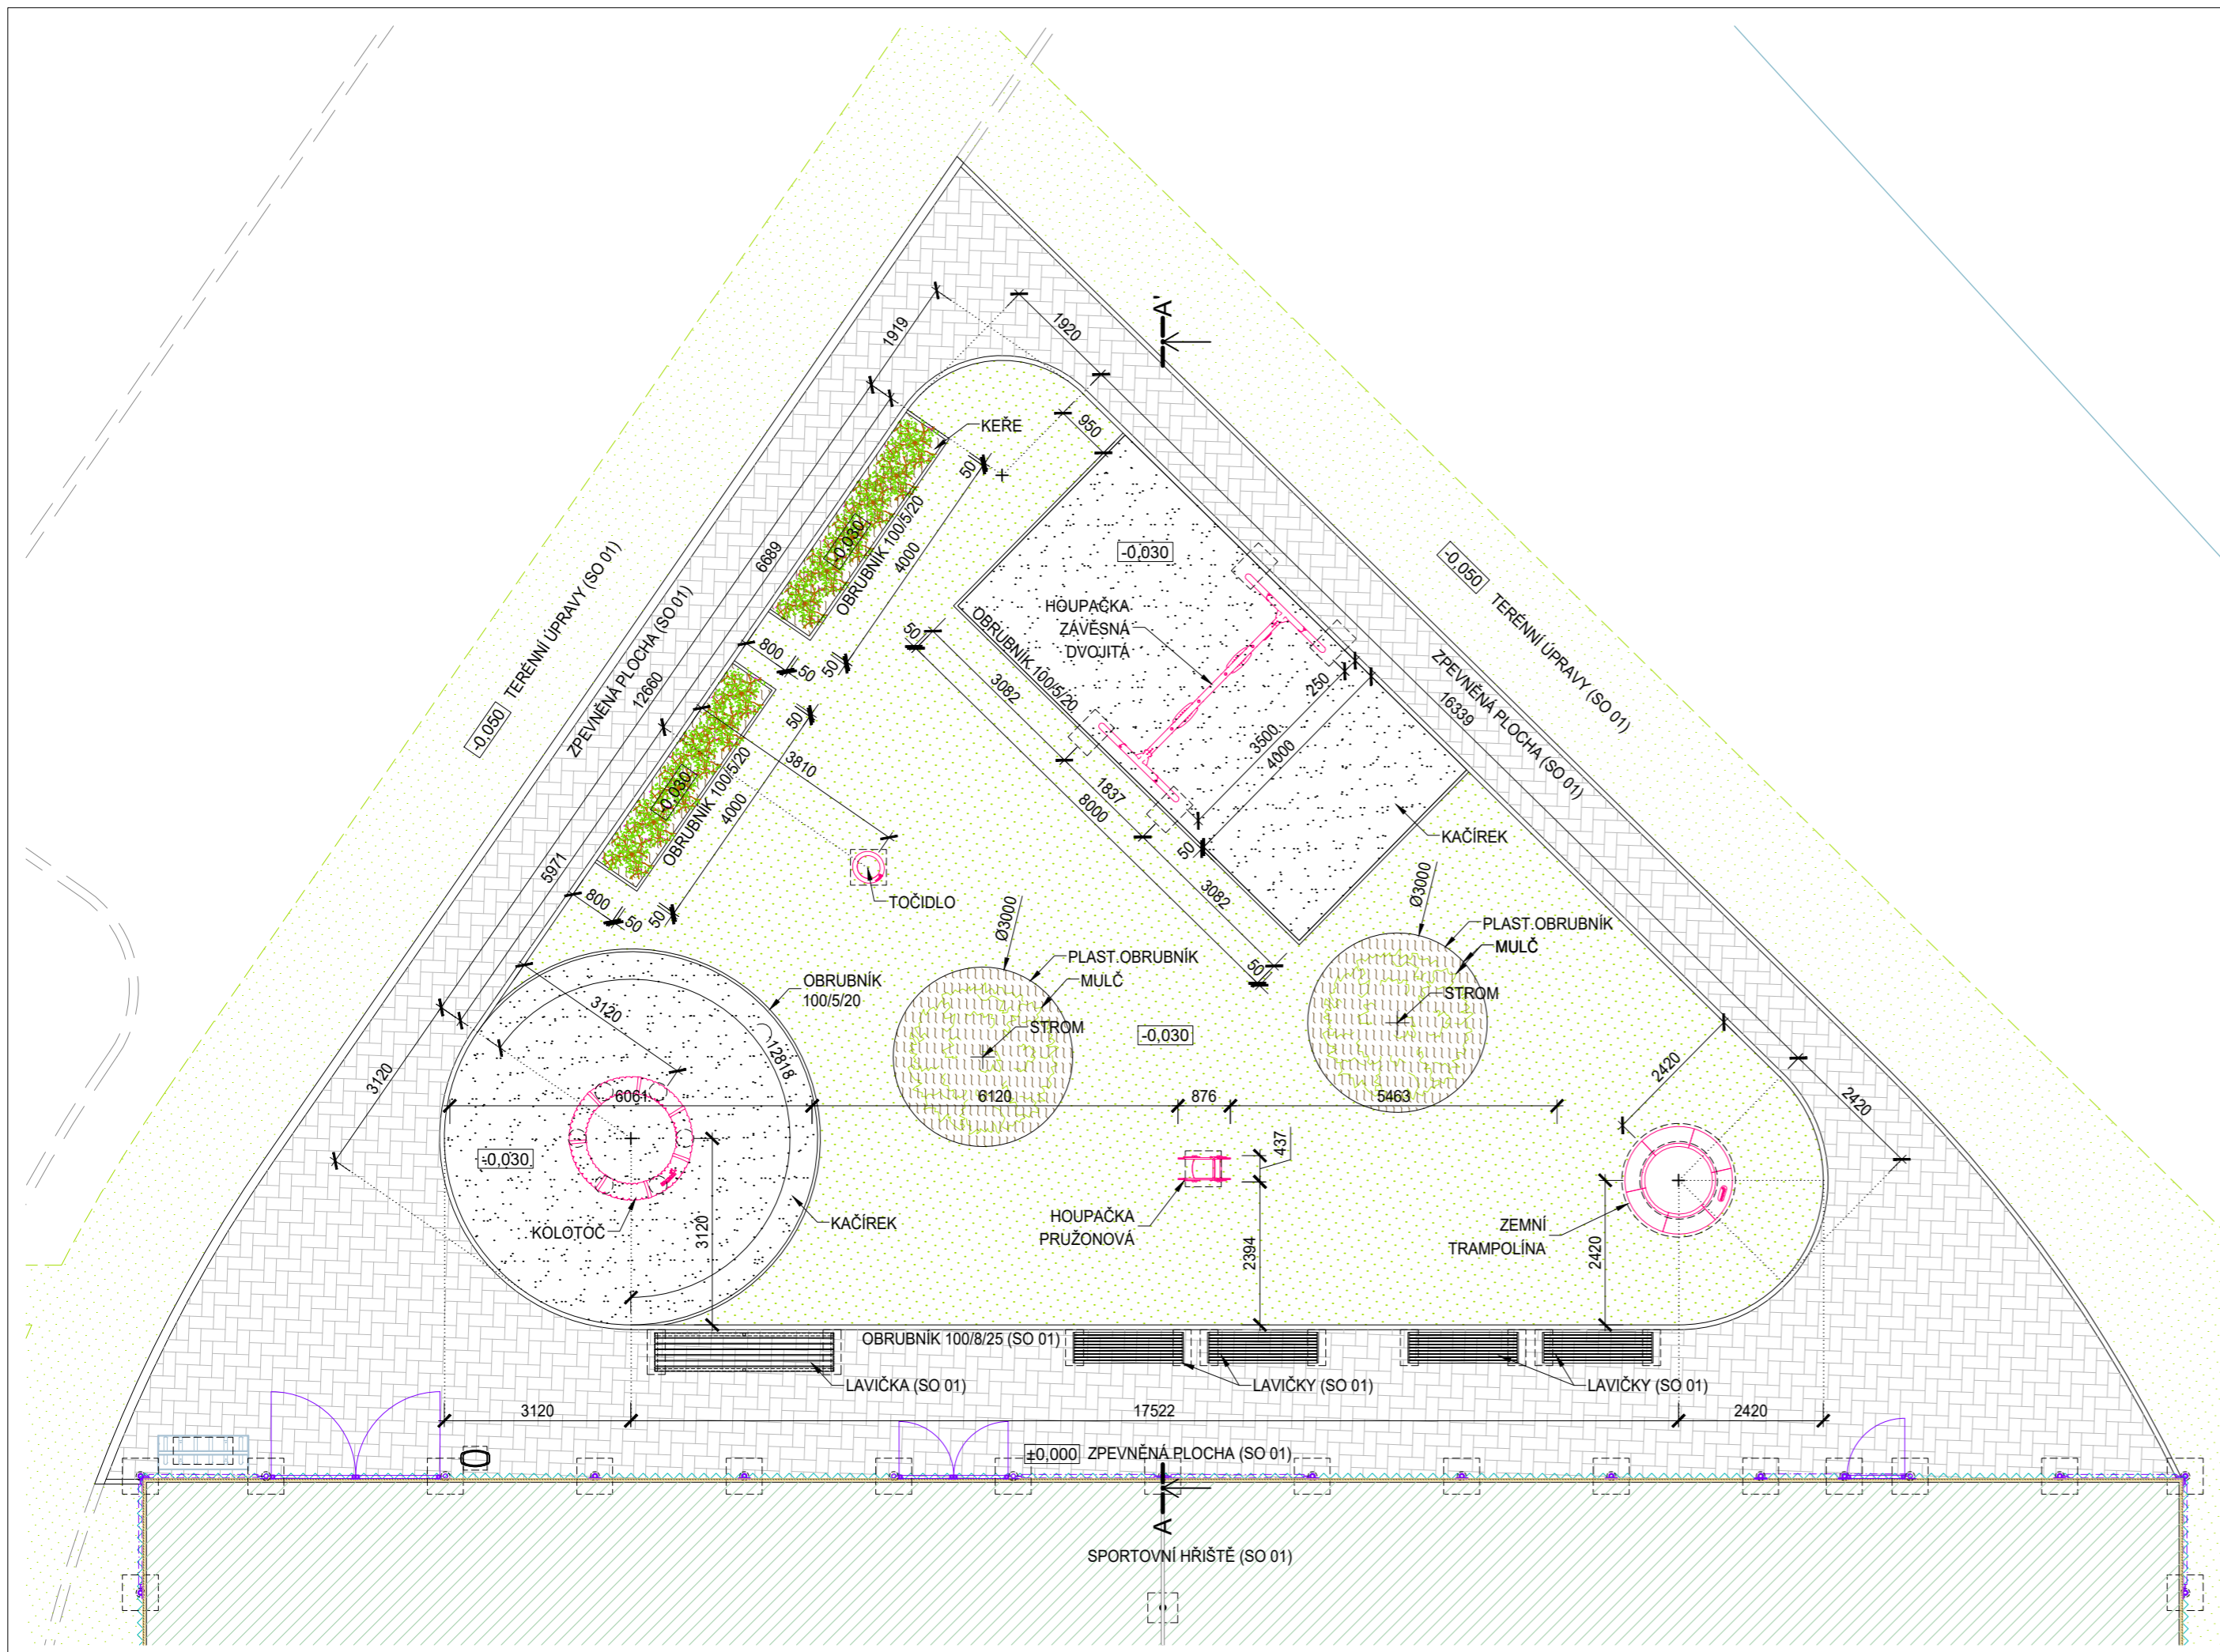 A'
1919
1920
950
KEŘE
50
-0,030
OBRUBNÍK 100/5/20
4000
6689
12660
TERÉNNÍ ÚPRAVY (SO 01)
-0,050
ZPEVNĚNÁ PLOCHA (SO 01)
800
50
50
-0,030
HOUPAČKA
ZÁVĚSNÁ
DVOJITÁ
OBRUBNÍK 100/5/20
-0,050
TERÉNNÍ ÚPRAVY (SO 01)
ZPEVNĚNÁ PLOCHA (SO 01)
16339
250
3500
4000
50
3082
1837
8000
3082
50
50
KAČÍREK
50
3810
-0,030
OBRUBNÍK 100/5/20
4000
5971
800
50
50
TOČIDLO
Ø3000
PLAST.OBRUBNÍK
MULČ
STROM
Ø3000
PLAST.OBRUBNÍK
MULČ
STROM
OBRUBNÍK
100/5/20
3120
12818
3120
-0,030
2420
2420
6061
6120
876
5463
437
-0,030
KOLOTOČ
3120
KAČÍREK
HOUPAČKA
PRUŽONOVÁ
2394
ZEMNÍ
TRAMPOLÍNA
2420
OBRUBNÍK 100/8/25 (SO 01)
LAVIČKA (SO 01)
LAVIČKY (SO 01)
LAVIČKY (SO 01)
3120
17522
2420
±0,000
ZPEVNĚNÁ PLOCHA (SO 01)
A
SPORTOVNÍ HŘIŠTĚ (SO 01)